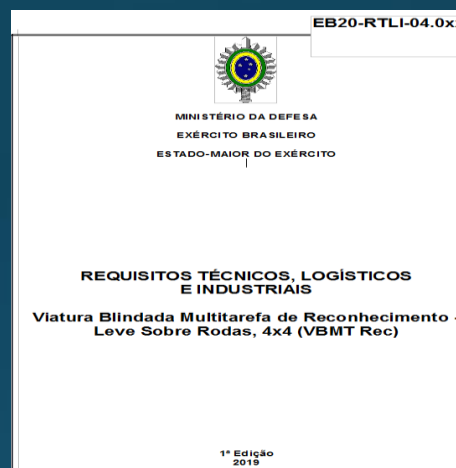 EB20-RTLI-04.0x
MINISTÉRIO DA DEFESA
EXÉRCITO BRASILEIRO
ESTADO-MAIOR DO EXÉRCITO
REQUISITOS TÉCNICOS, LOGÍSTICOS
E INDUSTRIAIS
Viatura Blindada Multitarefa de Reconhecimento -
Leve Sobre Rodas, 4x4 (VBMT Rec)
1ª Edição
2019